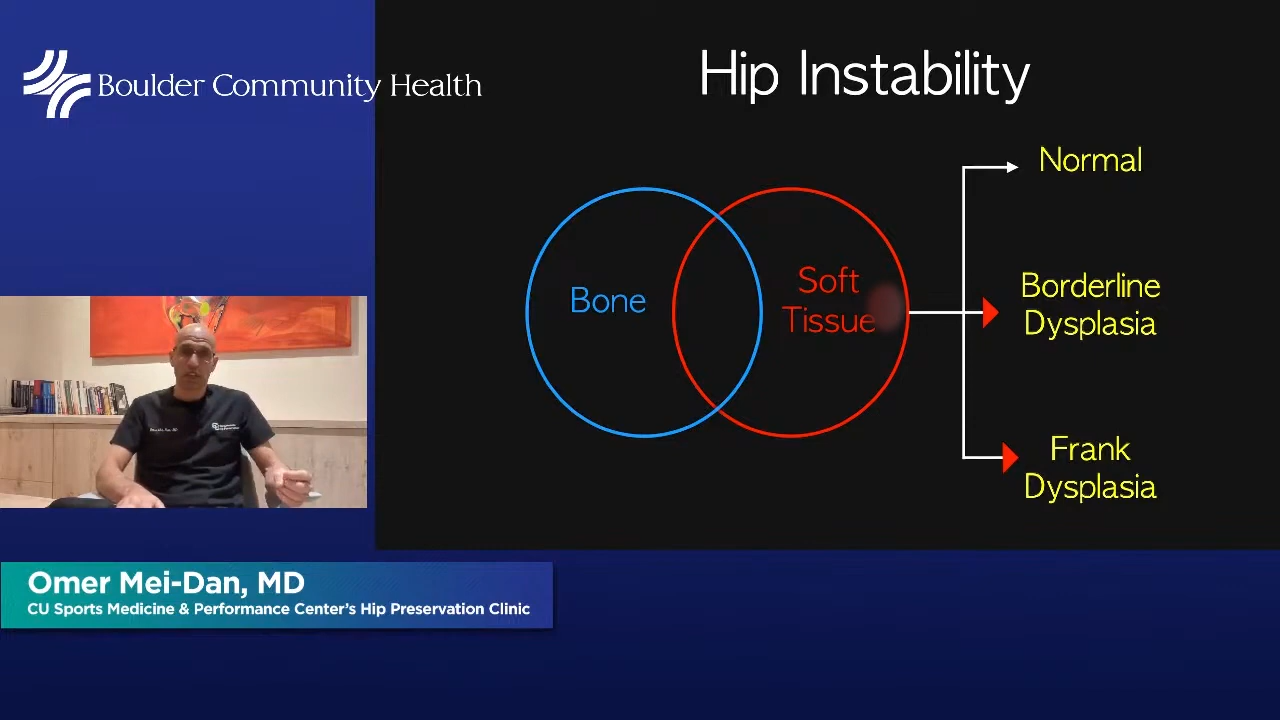 Boulder Community Health
Hip Instability
Normal
Bone
Soft
Tissue
Borderline
Dysplasia
Frank
Dysplasia
Omer Mei-Dan, MD
CU Sports Medicine & Performance Center's Hip Preservation Clinic